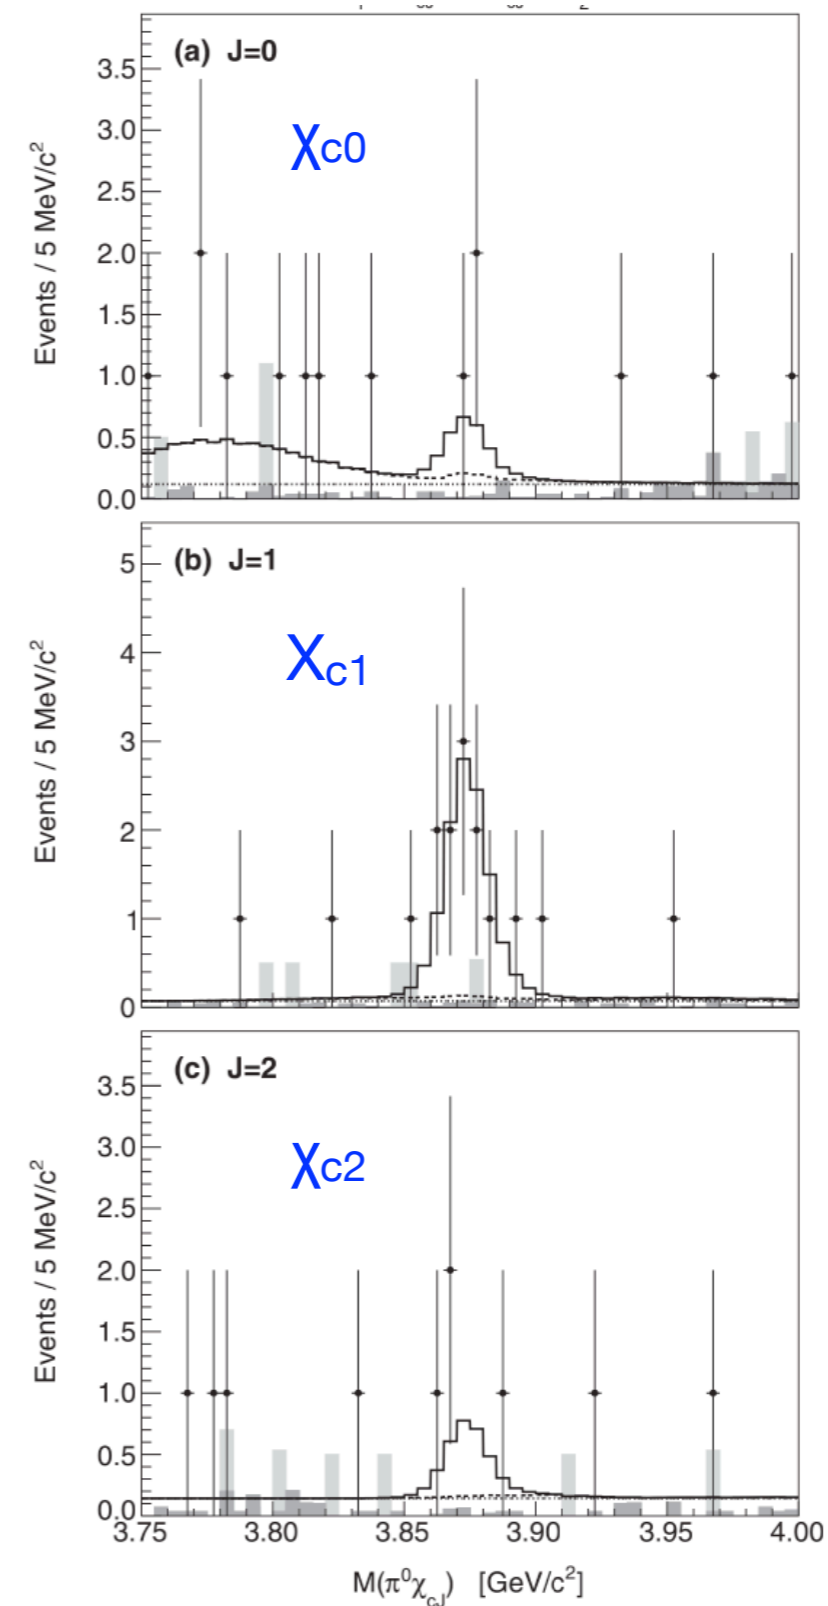 (a) J=0
χc0
Events / 5 MeV/c²
3.5
3.0
2.5
2.0
1.5
1.0
0.5
0.0
(b) J=1
χc1
Events / 5 MeV/c²
5
4
3
2
1
0
(c) J=2
χc2
Events / 5 MeV/c²
3.5
3.0
2.5
2.0
1.5
1.0
0.5
0.0
3.75 3.80 3.85 3.90 3.95 4.00
M(π⁰χcJ) [GeV/c²]